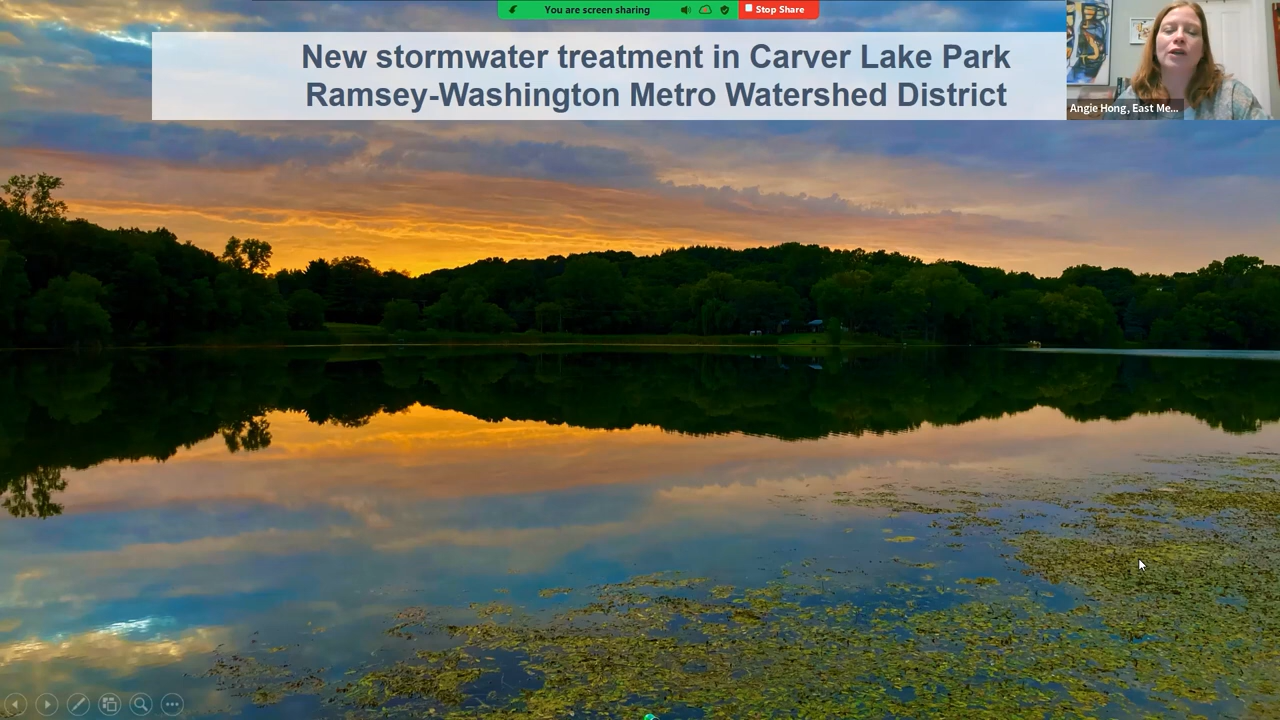 You are screen sharing
Stop Share
New stormwater treatment in Carver Lake Park
Ramsey-Washington Metro Watershed District
Angie Hong, East Me...